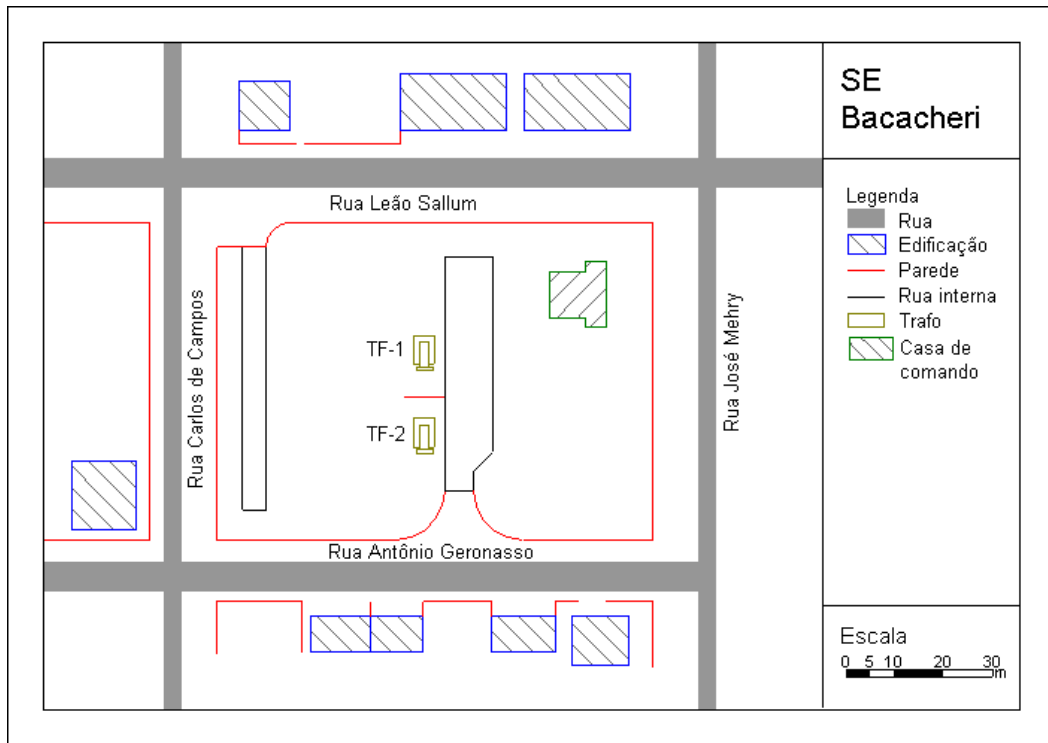 SE
Bacacheri
Legenda
Rua
Edificação
Parede
Rua interna
Trafo
Casa de
comando
Rua Leão Sallum
Rua Carlos de Campos
TF-1
TF-2
Rua José Mehry
Rua Antônio Geronasso
Escala
0 5 10 20 30
m